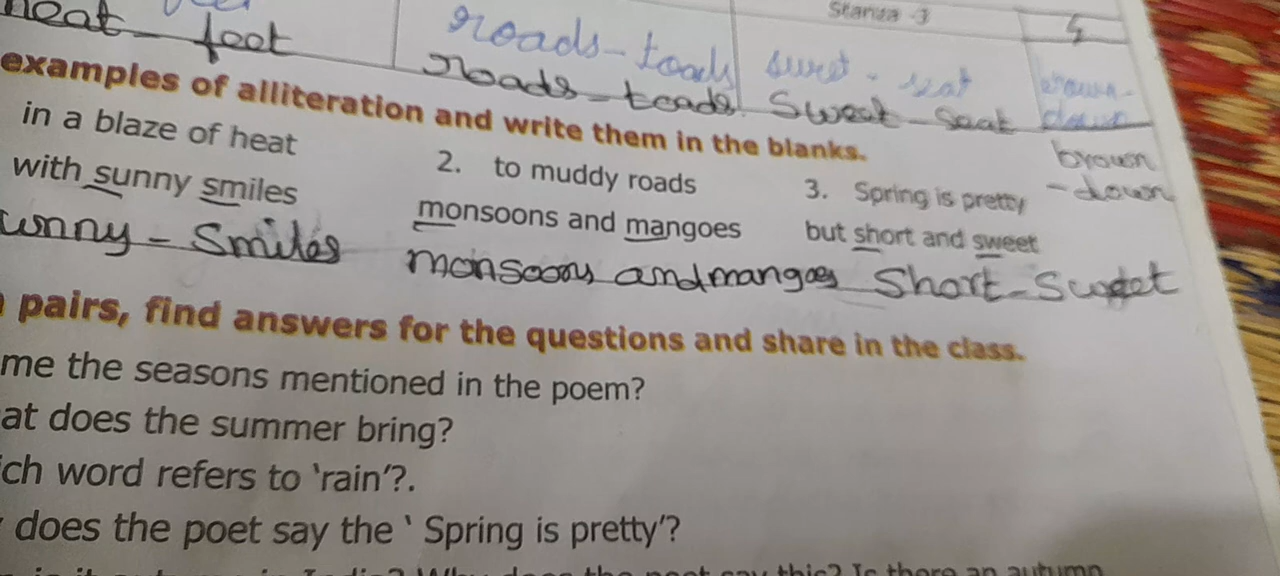 Stanza -3
heat - foot
roads - toads
sweet - seat
brown -
down
roads - toads.
Sweat - Seat
brown
- down
examples of alliteration and write them in the blanks.
in a blaze of heat
with sunny smiles
unny - Smiles
2. to muddy roads
monsoons and mangoes
monsoons and mangoes
3. Spring is pretty
but short and sweet
Short - Sweet
pairs, find answers for the questions and share in the class.
me the seasons mentioned in the poem?
at does the summer bring?
ich word refers to ‘rain’?.
does the poet say the ‘ Spring is pretty’?